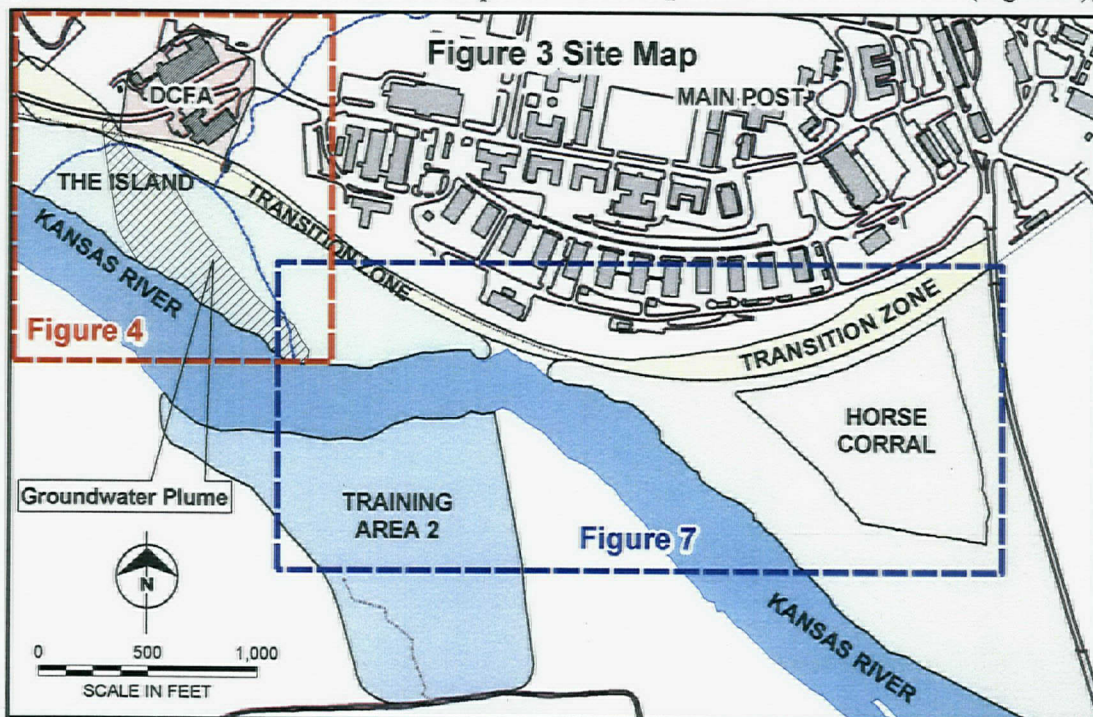 Figure 3 Site Map
DCFA
MAIN POST
THE ISLAND
TRANSITION ZONE
KANSAS RIVER
Figure 4
TRANSITION ZONE
HORSE
CORRAL
Groundwater Plume
TRAINING
AREA 2
Figure 7
N
KANSAS RIVER
0 500 1,000
SCALE IN FEET